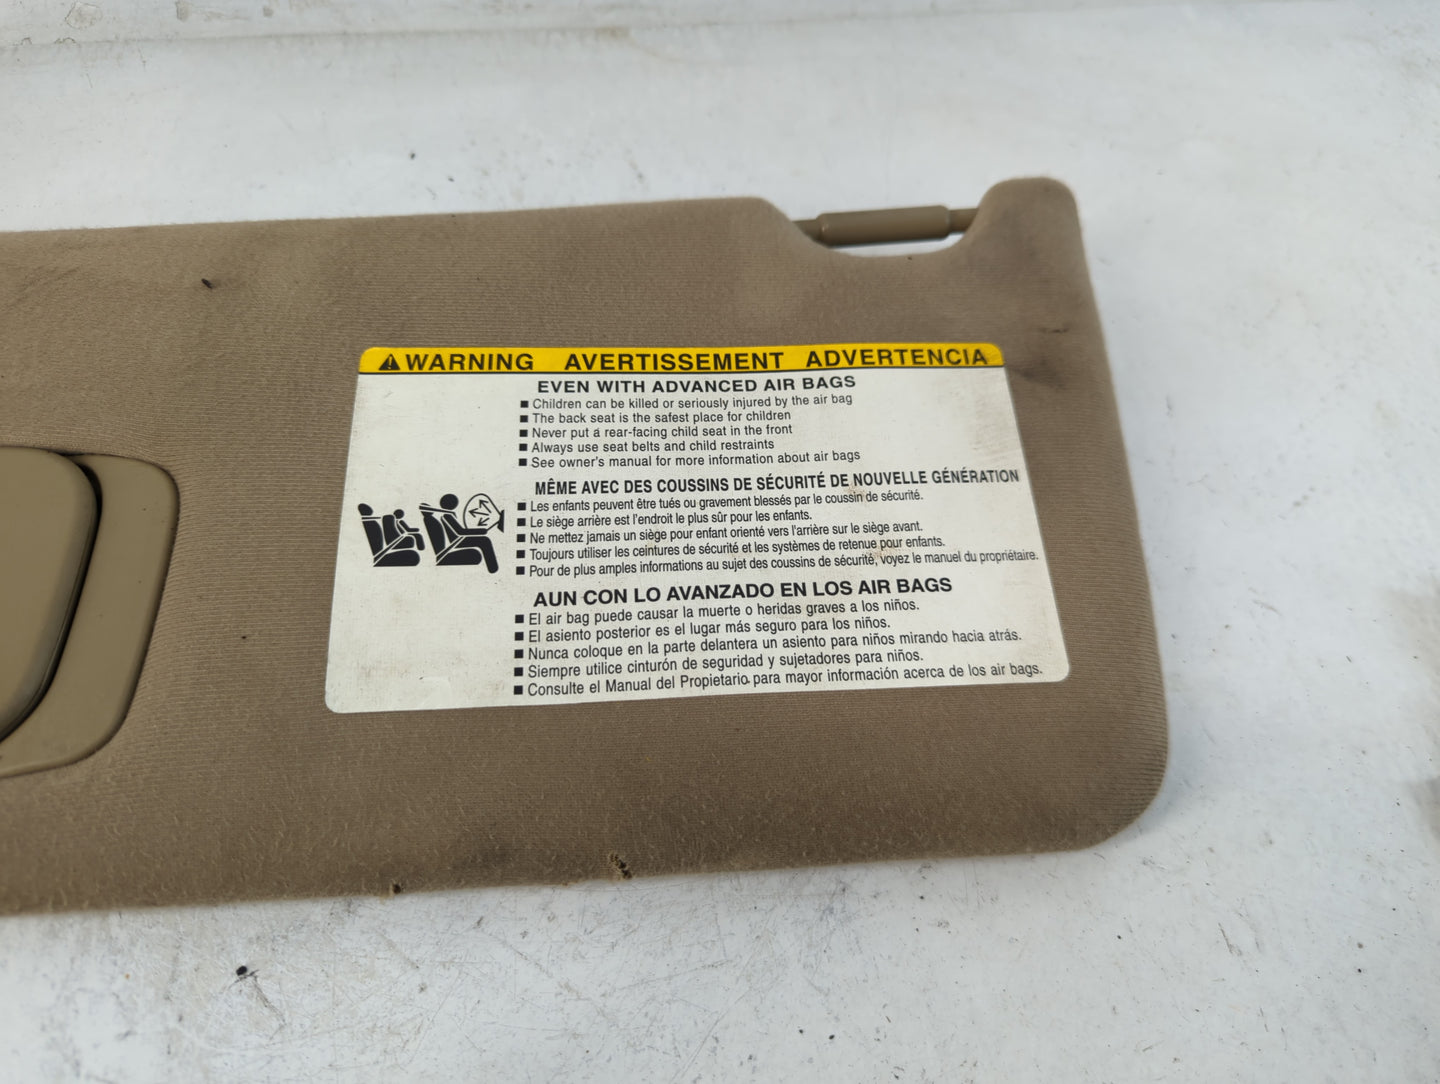 WARNING AVERTISSEMENT ADVERTENCIA
EVEN WITH ADVANCED AIR BAGS
■ Children can be killed or seriously injured by the air bag
■ The back seat is the safest place for children
■ Never put a rear-facing child seat in the front
■ Always use seat belts and child restraints
■ See owner's manual for more information about air bags
MÊME AVEC DES COUSSINS DE SÉCURITÉ DE NOUVELLE GÉNÉRATION
■ Les enfants peuvent être tués ou gravement blessés par le coussin de sécurité.
■ Le siège arrière est l'endroit le plus sûr pour les enfants.
■ Ne mettez jamais un siège pour enfant orienté vers l'arrière sur le siège avant.
■ Toujours utiliser les ceintures de sécurité et les systèmes de retenue pour enfants.
■ Pour de plus amples informations au sujet des coussins de sécurité, voyez le manuel du propriétaire.
AUN CON LO AVANZADO EN LOS AIR BAGS
■ El air bag puede causar la muerte o heridas graves a los niños.
■ El asiento posterior es el lugar más seguro para los niños.
■ Nunca coloque en la parte delantera un asiento para niños mirando hacia atrás.
■ Siempre utilice cinturón de seguridad y sujetadores para niños.
■ Consulte el Manual del Propietario para mayor información acerca de los air bags.